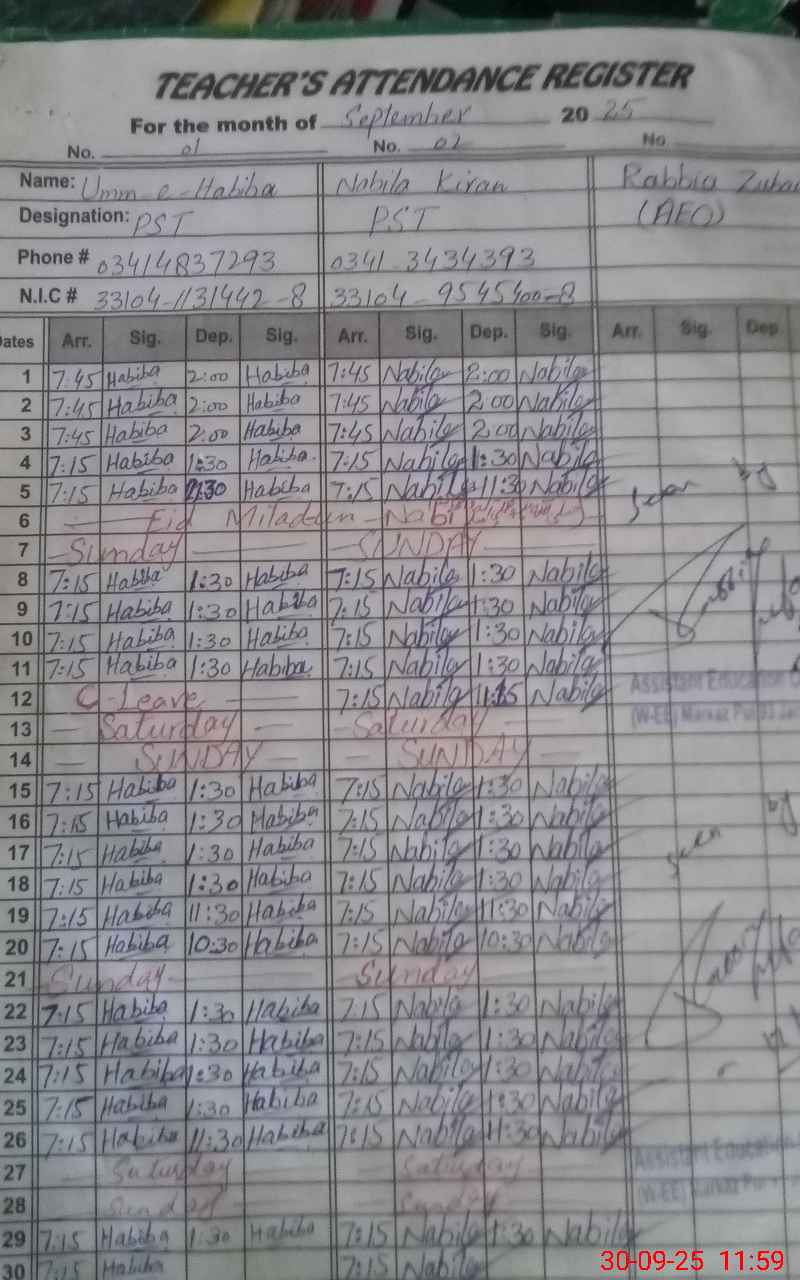 TEACHER'S ATTENDANCE REGISTER
For the month of September 20 25
No. 01 No. 02 No
Name: Umm-e-Habiba Nabila Kiran Rabbia
Designation: PST PST (AEO)
Phone # 03414837293 0341-3434393
N.I.C # 33104-1131442-8 33104-9545400-8
Dates Arr. Sig. Dep. Sig. Arr. Sig. Dep. Sig. Arr. Sig. Dep
1 7:45 Habiba 2:00 Habiba 7:45 Nabila 2:00 Nabila
2 7:45 Habiba 2:00 Habiba 7:45 Nabila 2 00 Nabila
3 7:45 Habiba 2:00 Habiba 7:45 Nabila 2 00 Nabila
4 7:15 Habiba 1:30 Habiba 7:15 Nabila 1:30 Nabila
5 7:15 Habiba Habiba 7:15 Nabila 11:30 Nabila seen by
6 Eid Miladun-Nabi
7 Sunday SUNDAY
8 7:15 Habiba 1:30 Habiba 7:15 Nabila 1:30 Nabila
9 7:15 Habiba 1:30 Habiba 7:15 Nabila 1:30 Nabila
10 7:15 Habiba 1:30 Habiba 7:15 Nabila 1:30 Nabila
11 7:15 Habiba 1:30 Habiba 7:15 Nabila 1:30 Nabila
12 C-Leave 7:15 Nabila Nabila Assistant Education
13 Saturday Saturday (W-EE) Markaz
14 SUNDAY SUNDAY
15 7:15 Habiba 1:30 Habiba 7:15 Nabila 1:30 Nabila
16 7:15 Habiba 1:30 Habiba 7:15 Nabila 1:30 Nabila
17 7:15 Habiba 1:30 Habiba 7:15 Nabila 1:30 Nabila seen by
18 7:15 Habiba 1:30 Habiba 7:15 Nabila 1:30 Nabila
19 7:15 Habiba 11:30 Habiba 7:15 Nabila 11:30 Nabila
20 7:15 Habiba 10:30 Habiba 7:15 Nabila 10:30 Nabila
21 Sunday Sunday
22 7:15 Habiba 1:30 Habiba 7:15 Nabila 1:30 Nabila
23 7:15 Habiba 1:30 Habiba 7:15 Nabila 1:30 Nabila
24 7:15 Habiba 1:30 Habiba 7:15 Nabila 1:30 Nabila
25 7:15 Habiba 1:30 Habiba 7:15 Nabila 1:30 Nabila
26 7:15 Habiba 11:30 Habiba 7:15 Nabila 11:30 Nabila
27 Saturday Saturday Assistant Education
28 Sunday Sunday (W-EE) Markaz
29 7:15 Habiba 1:30 Habiba 7:15 Nabila 1:30 Nabila
30 7:15 Habiba 7:15 Nabila
30-09-25 11:59